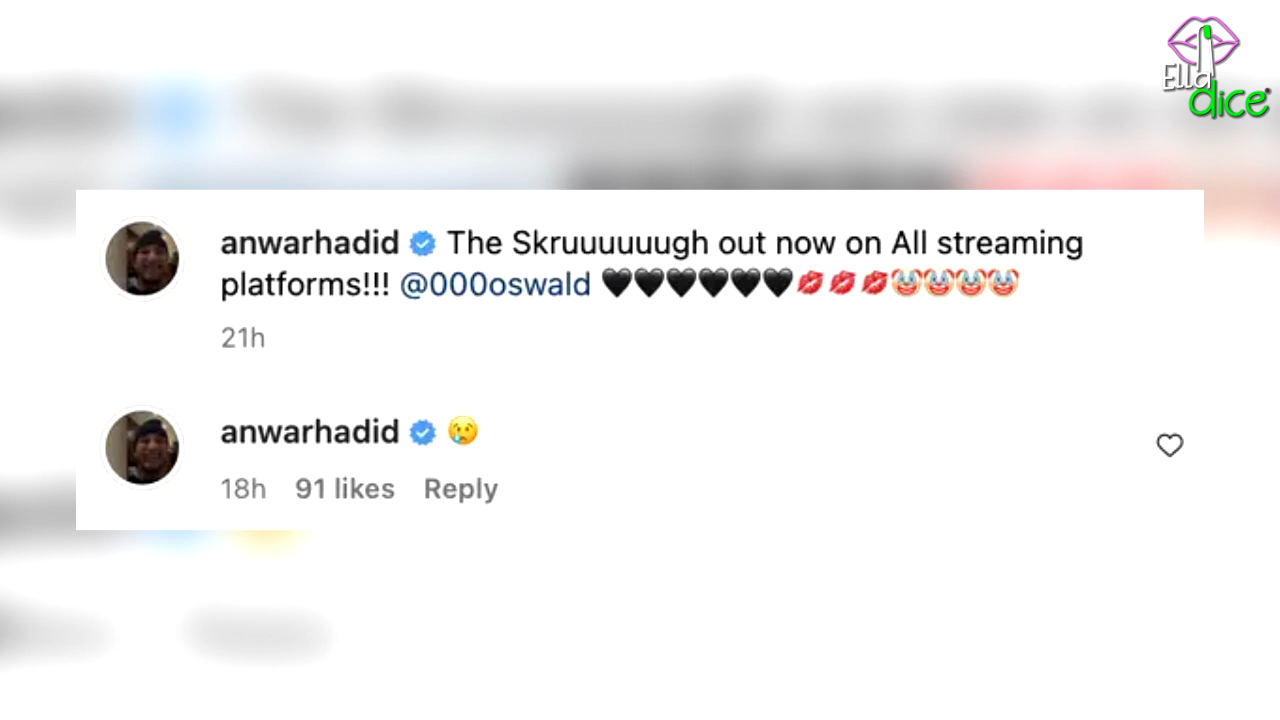 Ella
dice
anwarhadid The Skruuuuuugh out now on All streaming
platforms!!! @000oswald 🖤🖤🖤🖤🖤🖤💋💋💋🤡🤡🤡🤡
21h
anwarhadid 😢
18h 91 likes Reply